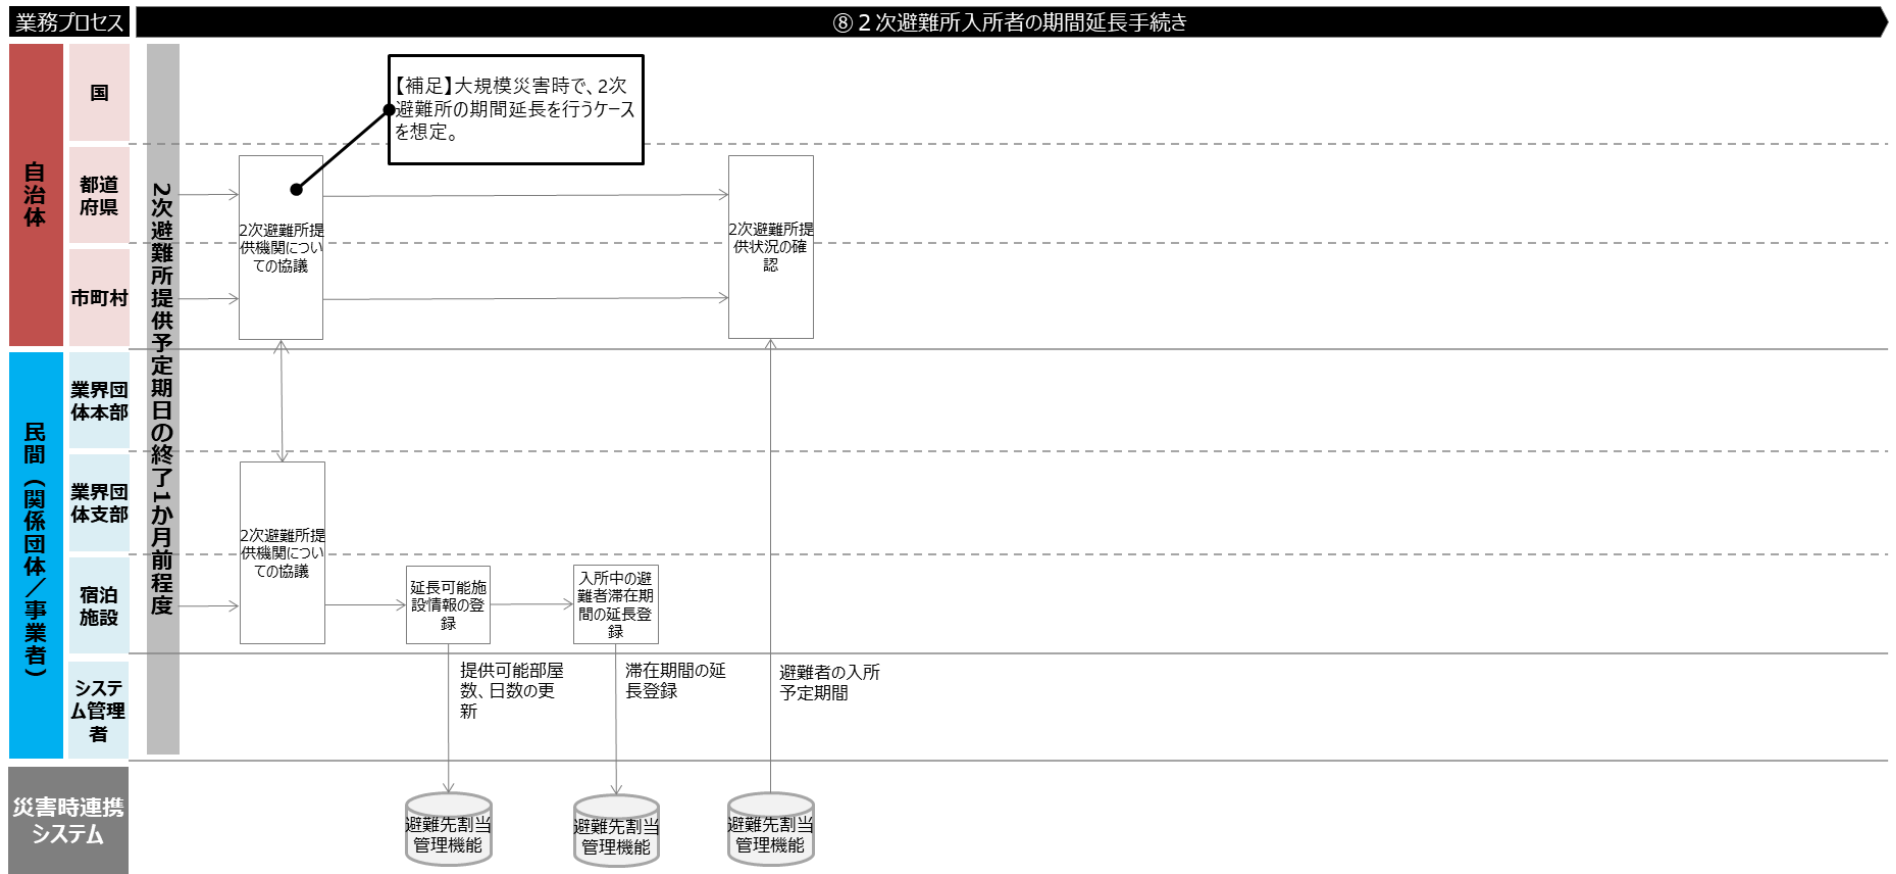 業務プロセス
⑧２次避難所入所者の期間延長手続き
自治体
国
都道
府県
市町村
民間（関係団体／事業者）
業界団
体本部
業界団
体支部
宿泊
施設
システ
ム管理
者
災害時連携
システム
2次避難所提供予定期日の終了1か月前程度
【補足】大規模災害時で、2次
避難所の期間延長を行うケース
を想定。
2次避難所提
供機関につい
ての協議
2次避難所提
供状況の確
認
2次避難所提
供機関につい
ての協議
延長可能施
設情報の登
録
入所中の避
難者滞在期
間の延長登
録
提供可能部屋
数、日数の更
新
滞在期間の延
長登録
避難者の入所
予定期間
避難先割当
管理機能
避難先割当
管理機能
避難先割当
管理機能